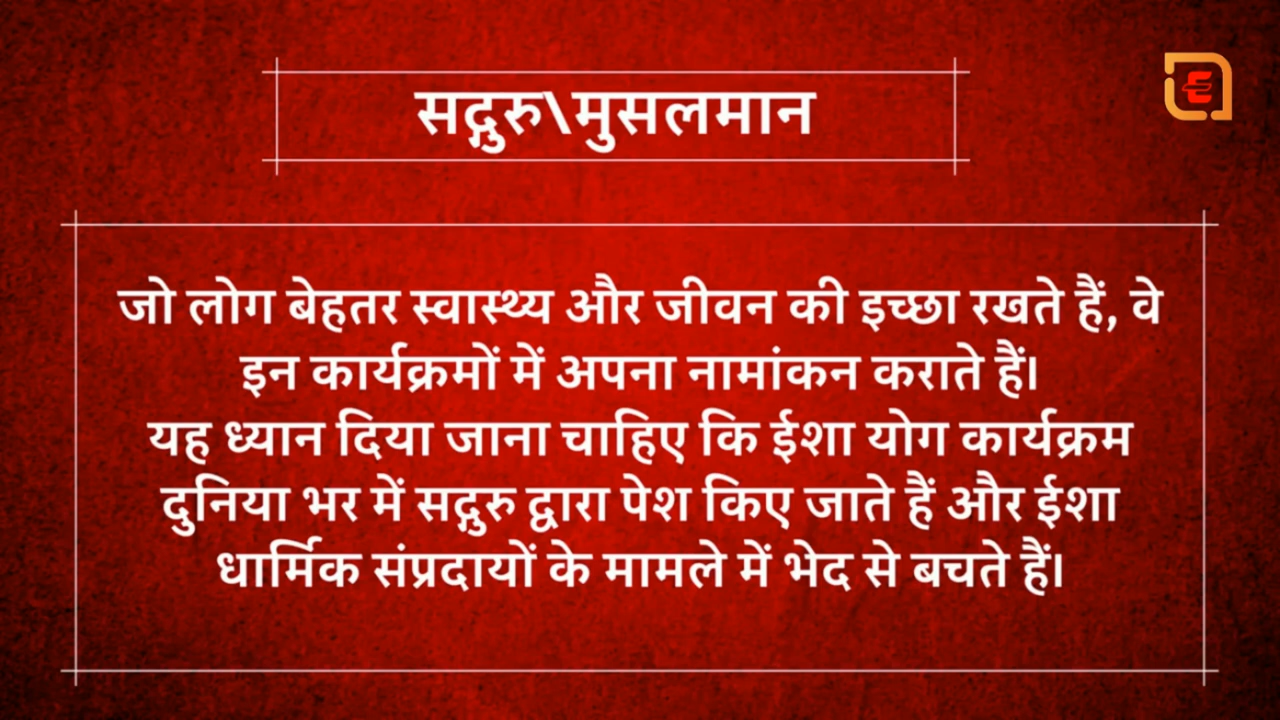 सद्गुरु\मुसलमान
जो लोग बेहतर स्वास्थ्य और जीवन की इच्छा रखते हैं, वे
इन कार्यक्रमों में अपना नामांकन कराते हैं।
यह ध्यान दिया जाना चाहिए कि ईशा योग कार्यक्रम
दुनिया भर में सद्गुरु द्वारा पेश किए जाते हैं और ईशा
धार्मिक संप्रदायों के मामले में भेद से बचते हैं।